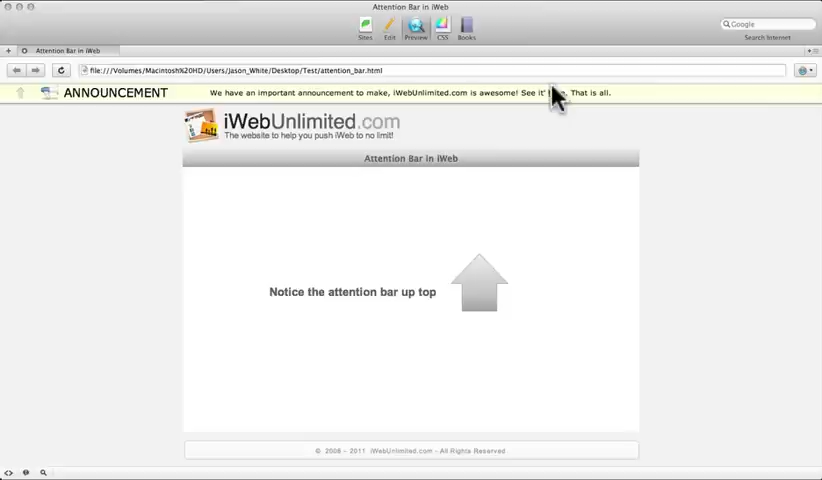 Attention Bar in iWeb
Google
Sites Edit Preview CSS Books Search Internet
Attention Bar in iWeb
file:///Volumes/Macintosh%20HD/Users/Jason_White/Desktop/Test/attention_bar.html
ANNOUNCEMENT We have an important announcement to make, iWebUnlimited.com is awesome! See it' That is all.
iWebUnlimited.com
The website to help you push iWeb to no limit!
Attention Bar in iWeb
Notice the attention bar up top
© 2008 - 2011 iWebUnlimited.com - All Rights Reserved